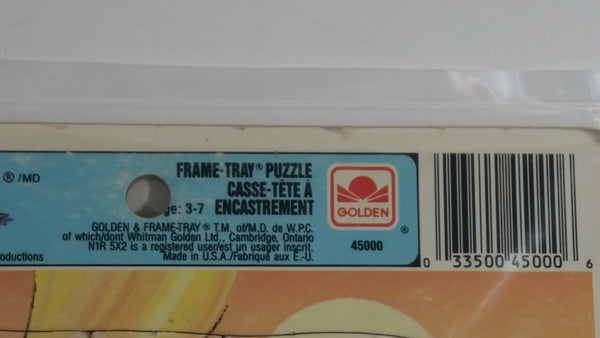 ®/MD
FRAME-TRAY® PUZZLE
CASSE-TÊTE À
ge: 3-7 ENCASTREMENT
GOLDEN & FRAME-TRAY® T.M. of/M.D. de W.P.C.
of which/dont Whitman Golden Ltd., Cambridge, Ontario
N1R 5X2 is a registered user/est un usager inscrit.
Made in U.S.A./Fabriqué aux E.-U.
oductions
GOLDEN
®
45000
0 33500 45000 6